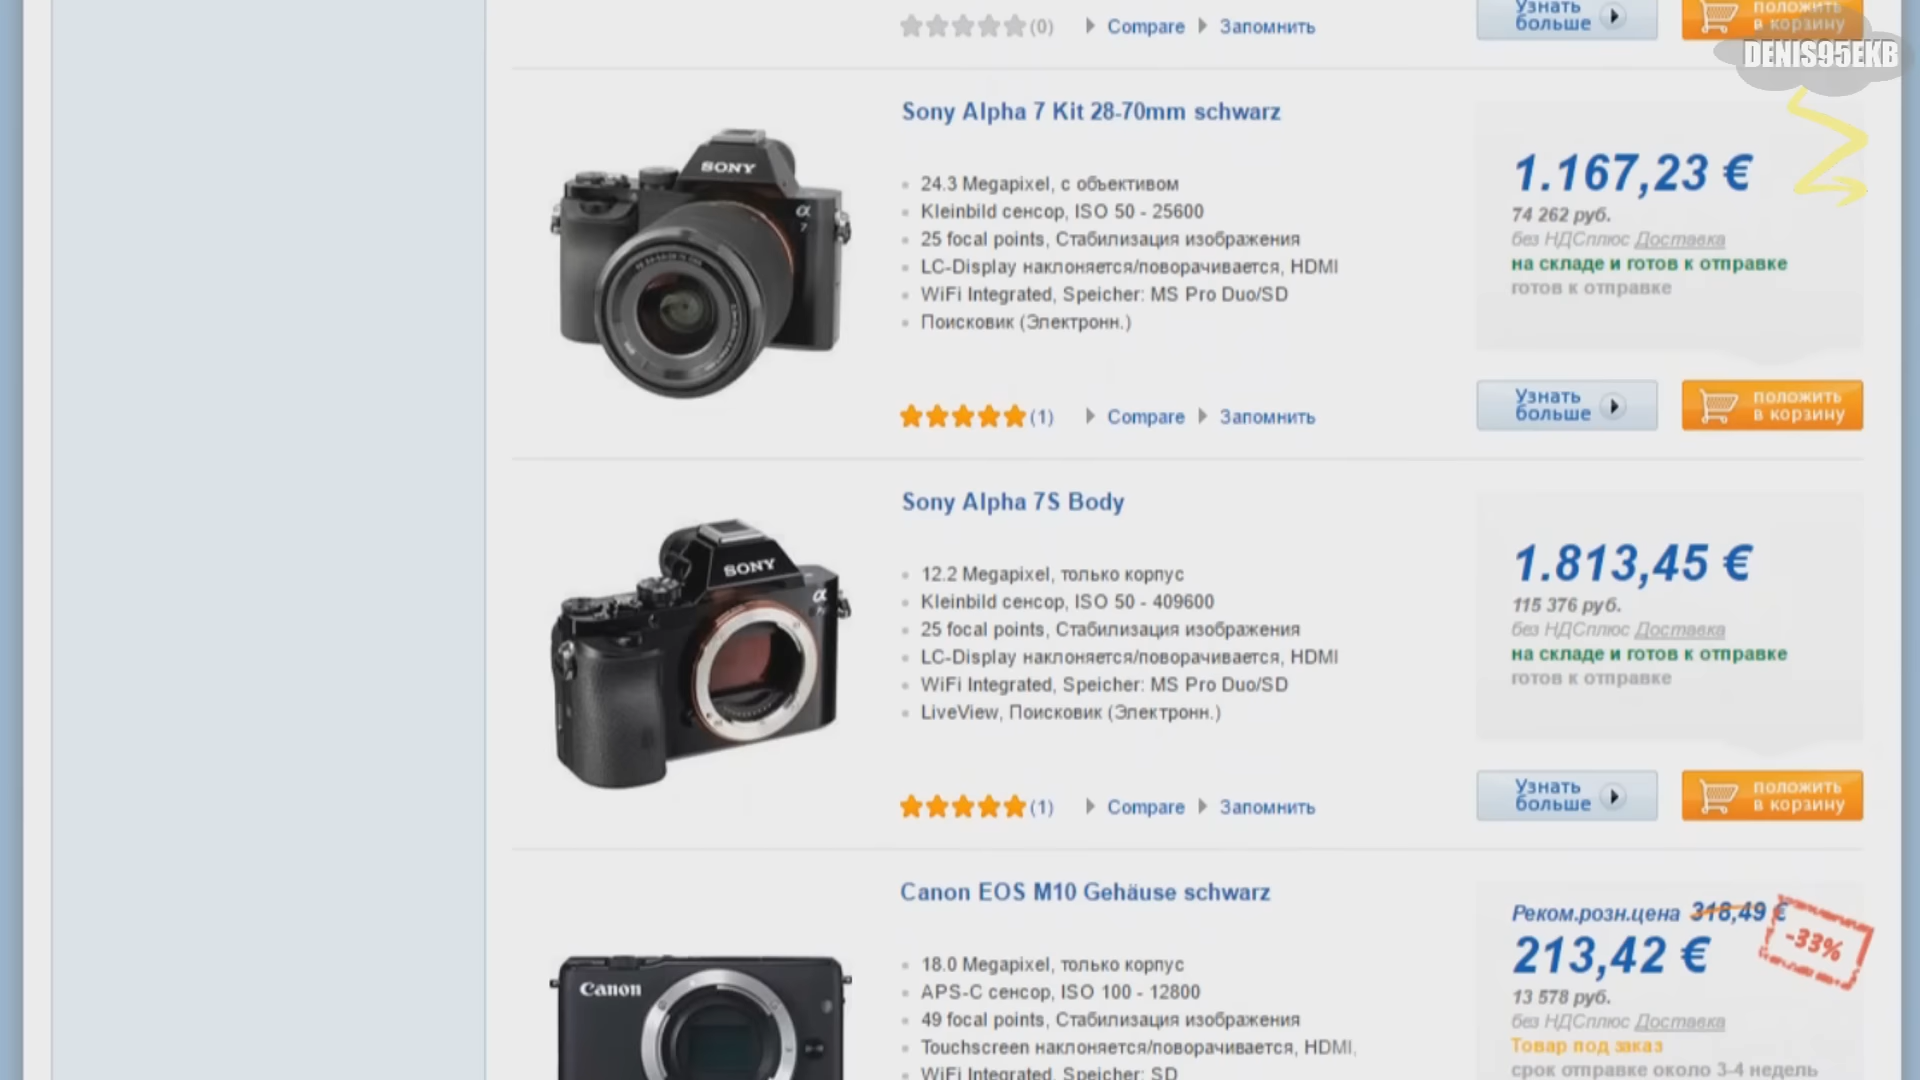 (0) Compare Запомнить
Узнать больше
положить в корзину
DENIS95EKB
Sony Alpha 7 Kit 28-70mm schwarz
SONY
α 7
24.3 Megapixel, с объективом
Kleinbild сенсор, ISO 50 - 25600
25 focal points, Стабилизация изображения
LC-Display наклоняется/поворачивается, HDMI
WiFi Integrated, Speicher: MS Pro Duo/SD
Поисковик (Электронн.)
1.167,23 €
74 262 руб.
без НДСплюс Доставка
на складе и готов к отправке
готов к отправке
(1) Compare Запомнить
Узнать больше
положить в корзину
Sony Alpha 7S Body
SONY
α
12.2 Megapixel, только корпус
Kleinbild сенсор, ISO 50 - 409600
25 focal points, Стабилизация изображения
LC-Display наклоняется/поворачивается, HDMI
WiFi Integrated, Speicher: MS Pro Duo/SD
LiveView, Поисковик (Электронн.)
1.813,45 €
115 376 руб.
без НДСплюс Доставка
на складе и готов к отправке
готов к отправке
(1) Compare Запомнить
Узнать больше
положить в корзину
Canon EOS M10 Gehäuse schwarz
Canon
18.0 Megapixel, только корпус
APS-C сенсор, ISO 100 - 12800
49 focal points, Стабилизация изображения
Touchscreen наклоняется/поворачивается, HDMI,
WiFi Integrated, Speicher: SD
Реком.розн.цена 318,49 €
-33%
213,42 €
13 578 руб.
без НДСплюс Доставка
Товар под заказ
срок отправке около 3-4 недель